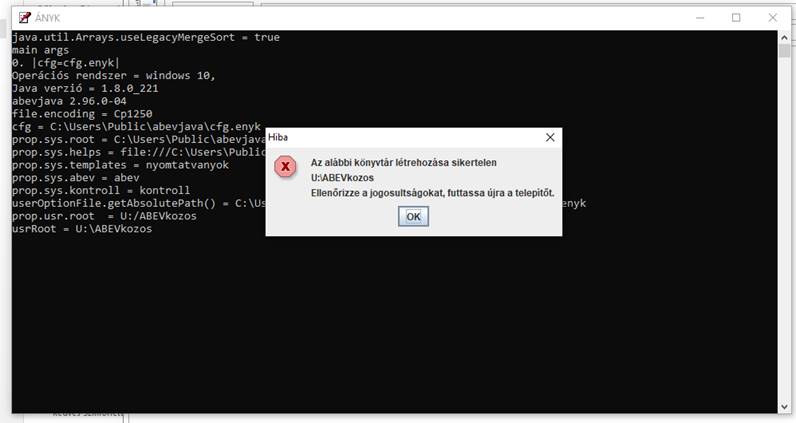 ÁNYK
java.util.Arrays.useLegacyMergeSort = true
main args
0. |cfg=cfg.enyk|
Operációs rendszer = windows 10,
Java verzió = 1.8.0_221
abevjava 2.96.0-04
file.encoding = Cp1250
cfg = C:\Users\Public\abevjava\cfg.enyk
prop.sys.root = C:\Users\Public\abevjava
prop.sys.helps = file:///C:\Users\Public
prop.sys.templates = nyomtatvanyok
prop.sys.abev = abev
prop.sys.kontroll = kontroll
userOptionFile.getAbsolutePath() = C:\Us enyk
prop.usr.root  = U:/ABEVkozos
usrRoot = U:\ABEVkozos
Hiba
Az alábbi könyvtár létrehozása sikertelen
U:\ABEVkozos
Ellenőrizze a jogosultságokat, futtassa újra a telepítőt.
OK